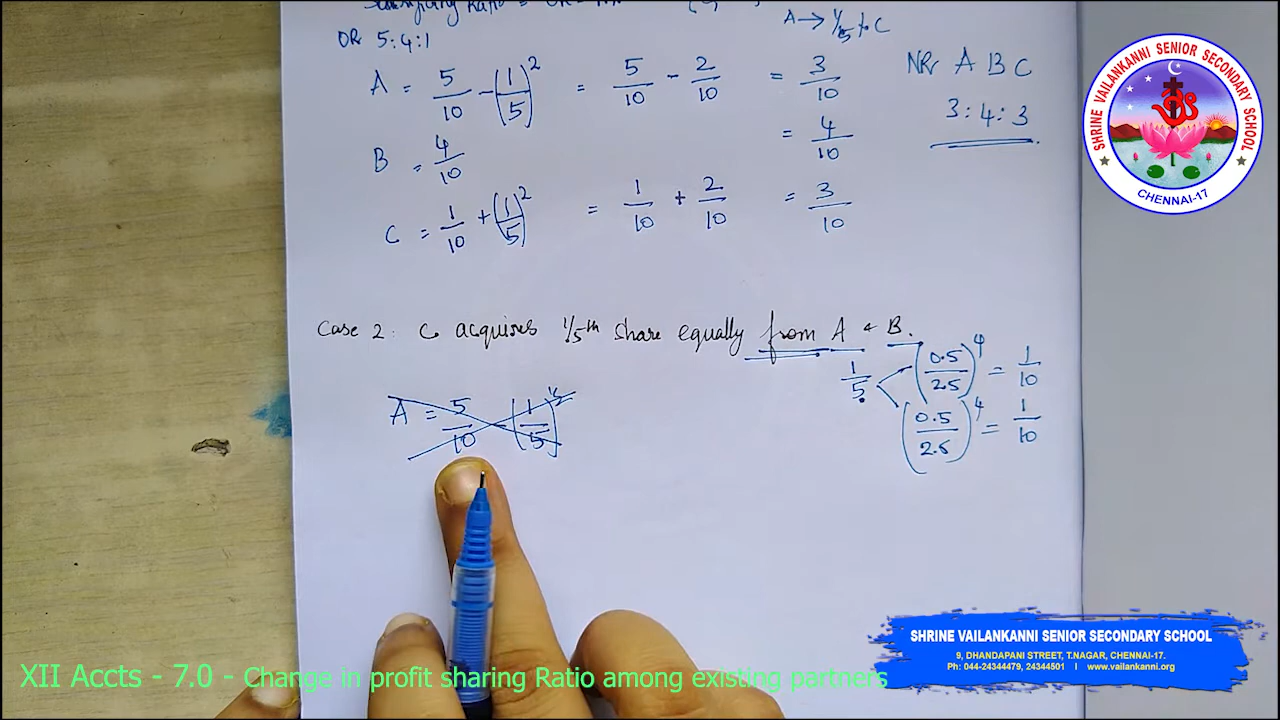 Ratio =
A → 1/5 to C
OR 5:4:1
A = 5/10 - (1/5)2 = 5/10 - 2/10 = 3/10
NR A B C
3:4:3
B = 4/10 = 4/10
C = 1/10 + (1/5)2 = 1/10 + 2/10 = 3/10
Case 2: C acquires 1/5th share equally from A & B.
1/5 (0.5/2.5)4 = 1/10
(0.5/2.5)4 = 1/10
A = 5/10 - (1/5)
SHRINE VAILANKANNI SENIOR SECONDARY SCHOOL
CHENNAI-17
SHRINE VAILANKANNI SENIOR SECONDARY SCHOOL
9, DHANDAPANI STREET, T.NAGAR, CHENNAI-17.
Ph: 044-24344479, 24344501 I www.vailankanni.org
XII Accts - 7.0 - Change in profit sharing Ratio among existing partners